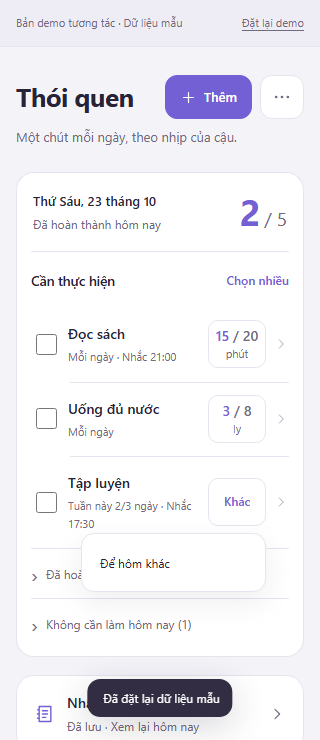 Bản demo tương tác · Dữ liệu mẫu
Đặt lại demo
Thói quen
+ Thêm
...
Một chút mỗi ngày, theo nhịp của cậu.
Thứ Sáu, 23 tháng 10
Đã hoàn thành hôm nay
2 / 5
Cần thực hiện
Chọn nhiều
Đọc sách
Mỗi ngày · Nhắc 21:00
15 / 20
phút
Uống đủ nước
Mỗi ngày
3 / 8
ly
Tập luyện
Tuần này 2/3 ngày · Nhắc
17:30
Khác
Để hôm khác
Đã
Không cần làm hôm nay (1)
Đã đặt lại dữ liệu mẫu
Đã lưu · Xem lại hôm nay